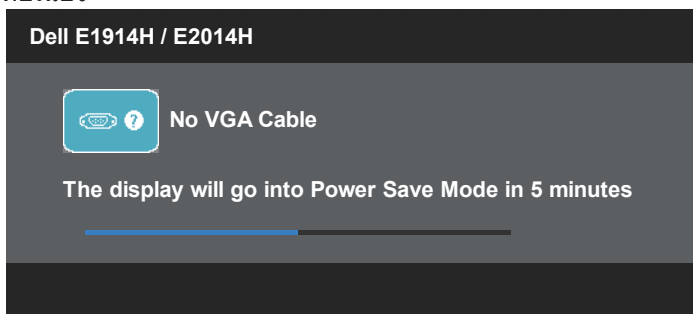 Dell E1914H / E2014H
No VGA Cable
The display will go into Power Save Mode in 5 minutes